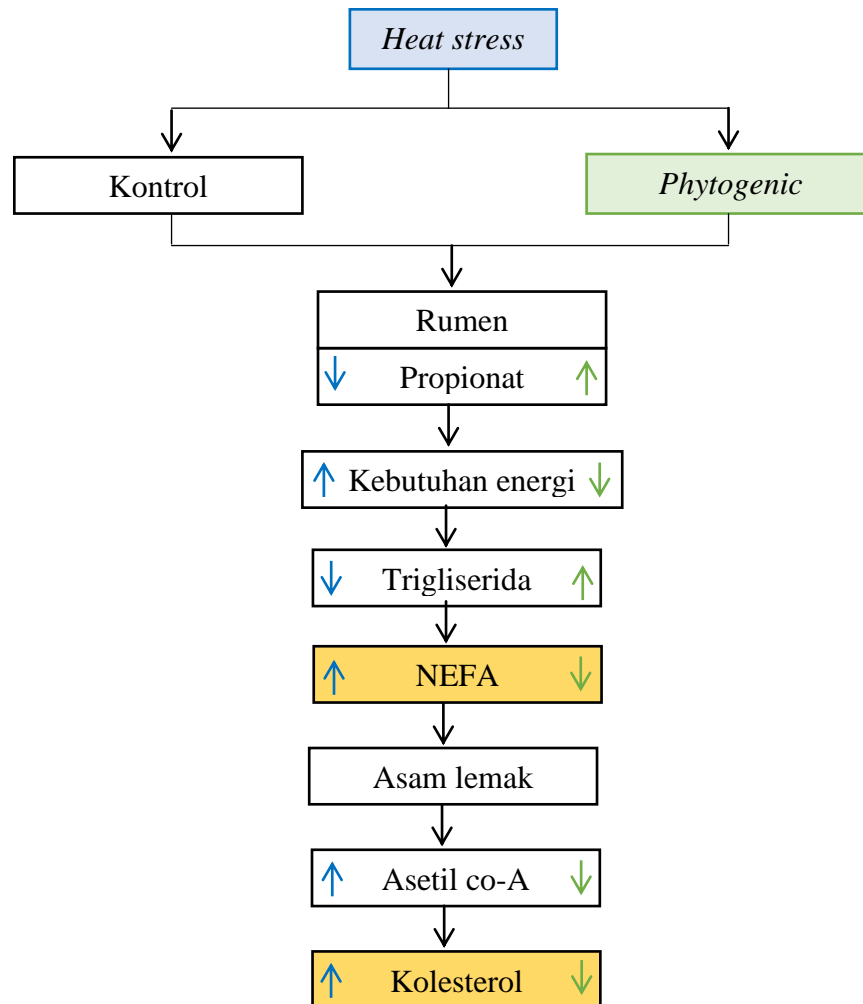 Heat stress
Kontrol
Phytogenic
Rumen
Propionat
Kebutuhan energi
Trigliserida
NEFA
Asam lemak
Asetil co-A
Kolesterol